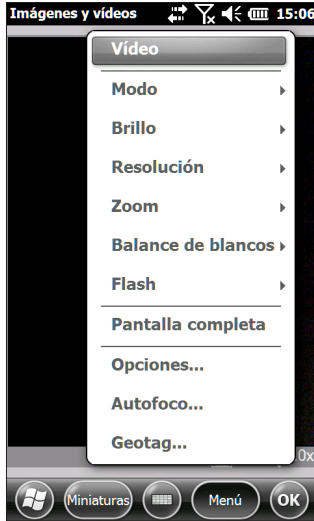 Imágenes y vídeos 15:06
Vídeo
Modo
Brillo
Resolución
Zoom
Balance de blancos
Flash
Pantalla completa
Opciones...
Autofoco...
Geotag...
0x
Miniaturas Menú OK